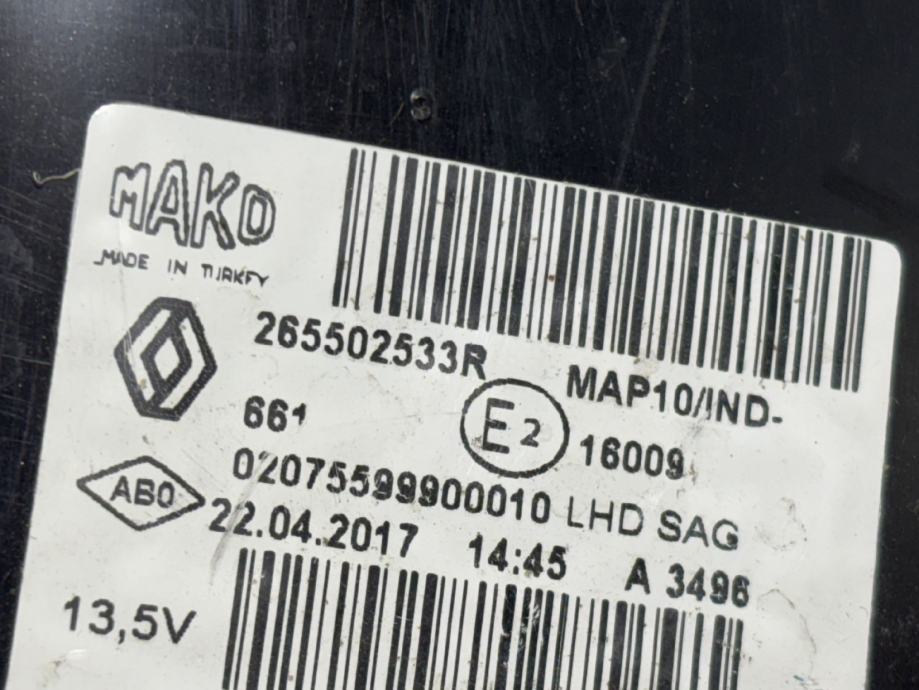 MAKO
MADE IN TURKEY
265502533R
MAP10/IND-
661
E2
16009
02075599900010 LHD SAG
ABO
22.04.2017 14:45 A 3496
13,5V